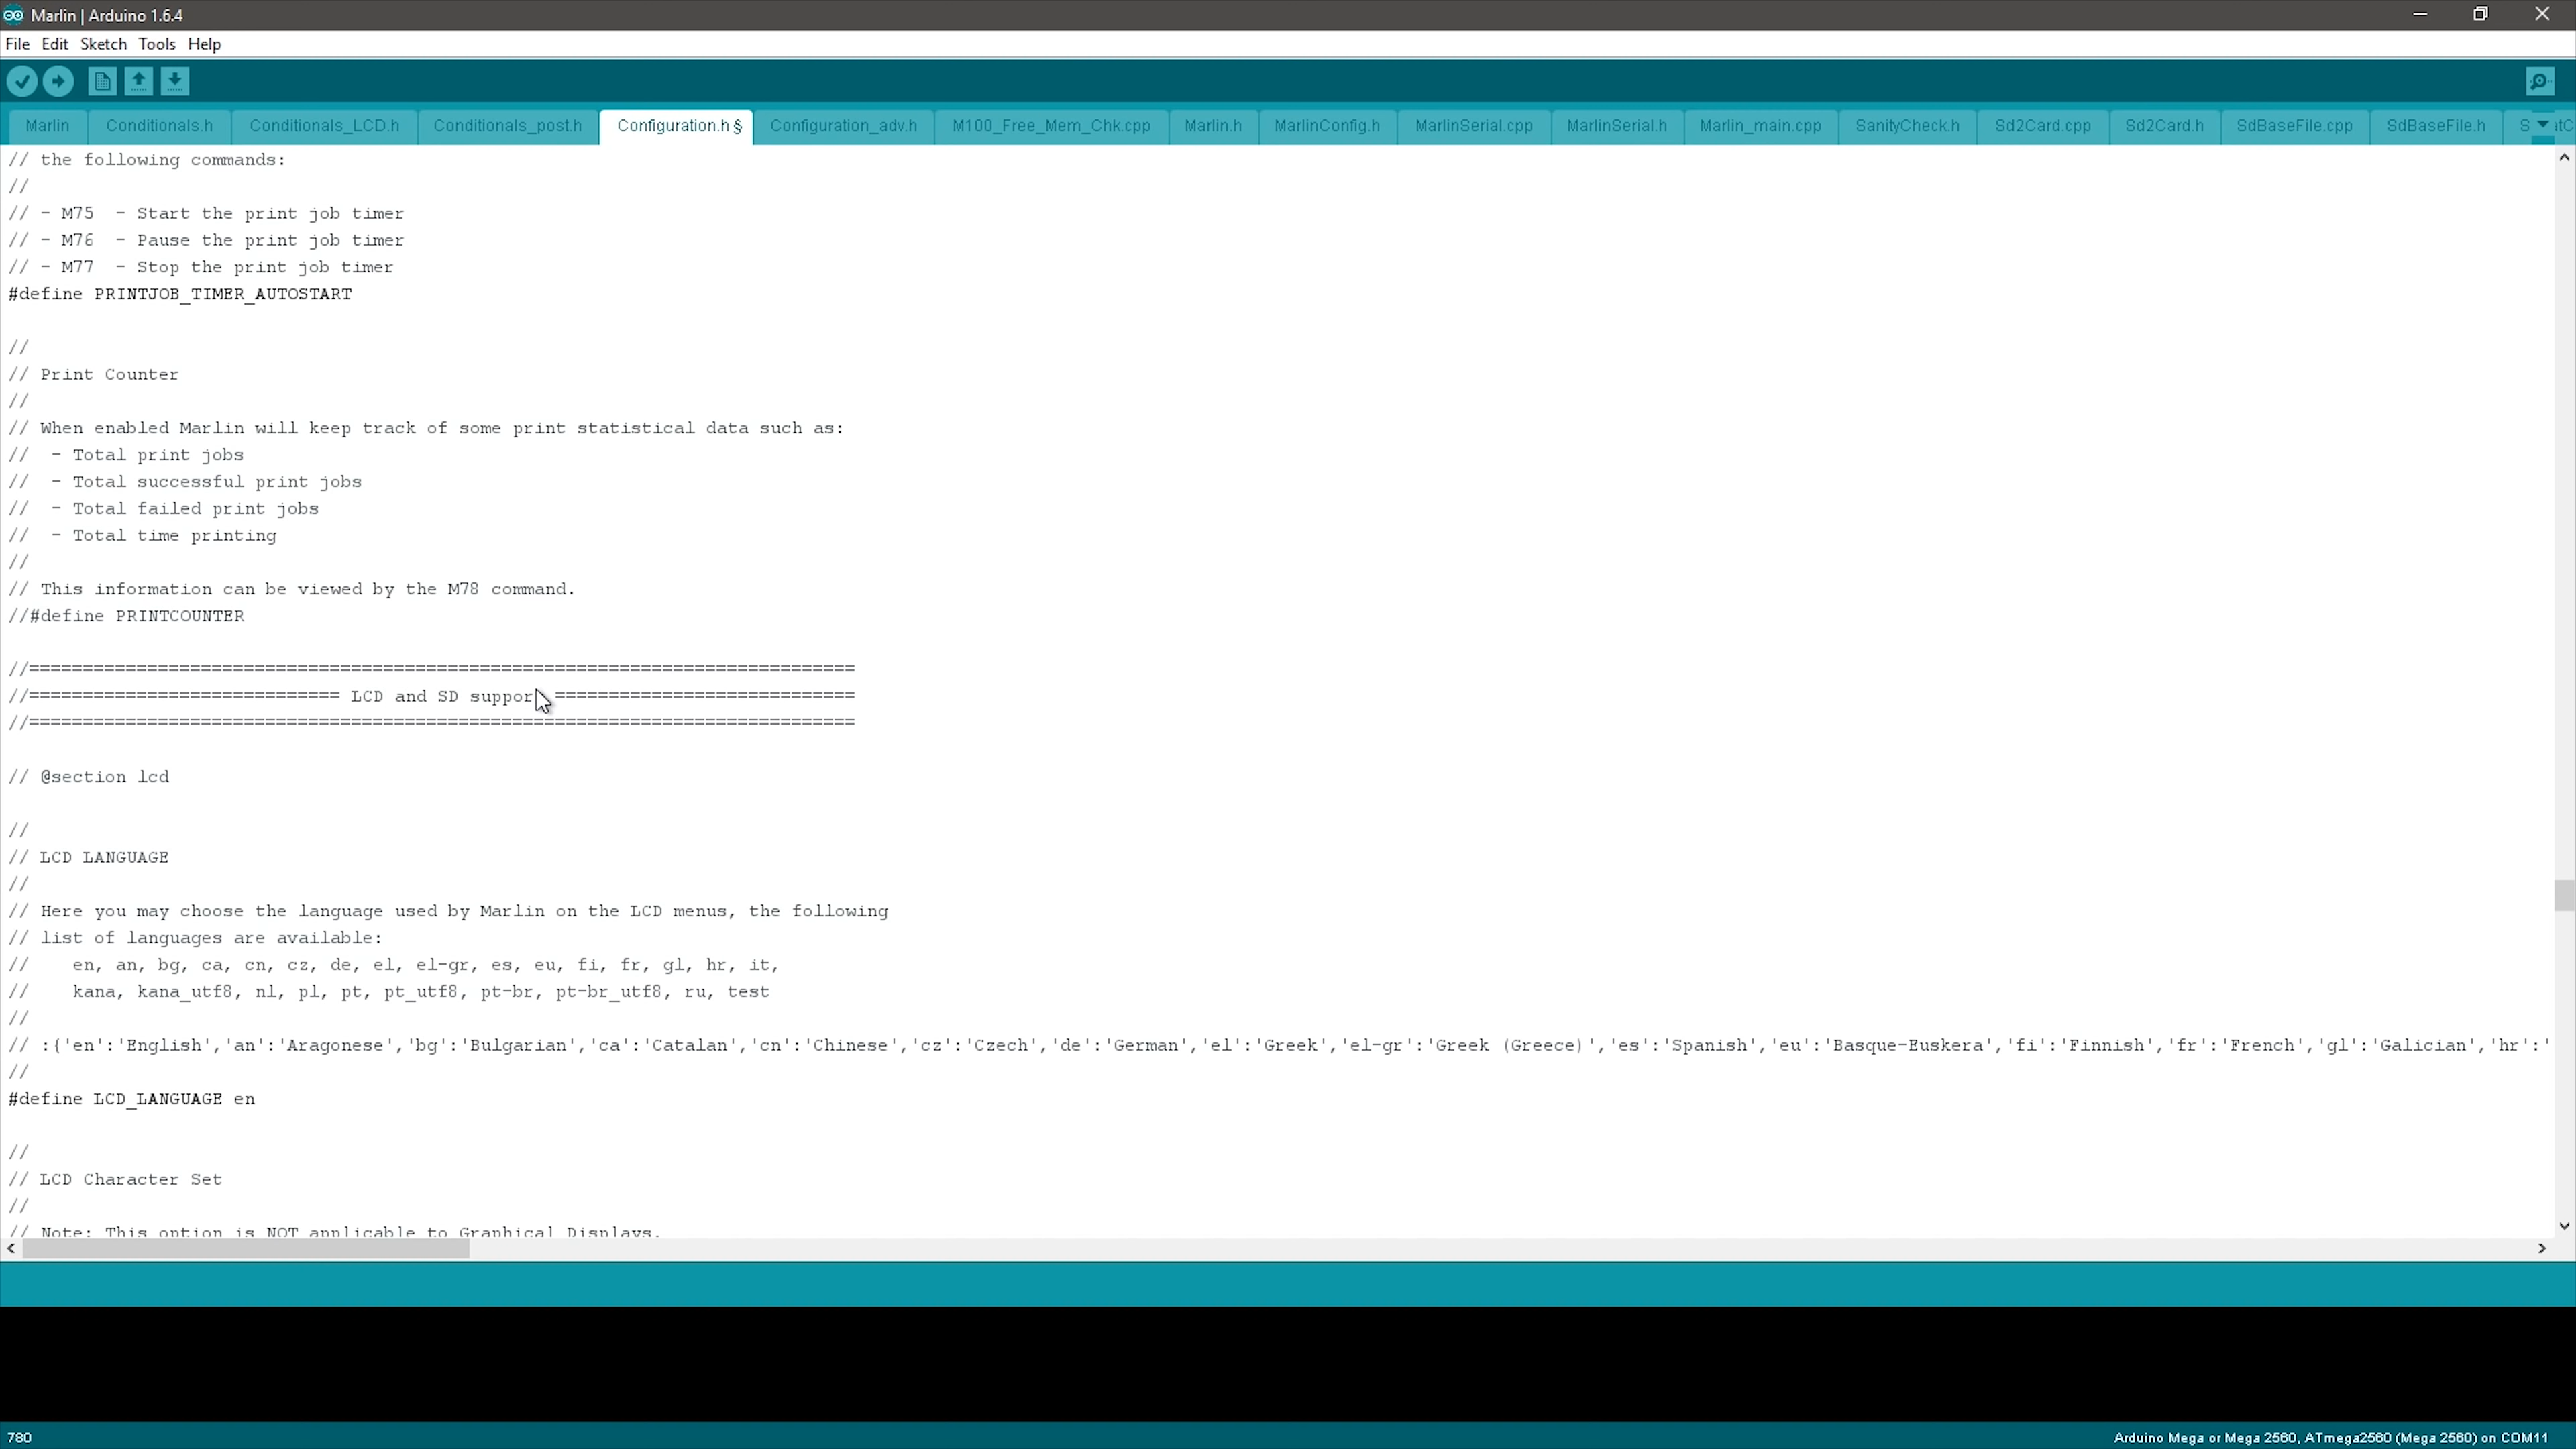 Marlin | Arduino 1.6.4
File Edit Sketch Tools Help
Marlin Conditionals.h Conditionals_LCD.h Conditionals_post.h Configuration.h § Configuration_adv.h M100_Free_Mem_Chk.cpp Marlin.h MarlinConfig.h MarlinSerial.cpp MarlinSerial.h Marlin_main.cpp SanityCheck.h Sd2Card.cpp Sd2Card.h SdBaseFile.cpp SdBaseFile.h
// the following commands:
//
// - M75  - Start the print job timer
// - M76  - Pause the print job timer
// - M77  - Stop the print job timer
#define PRINTJOB_TIMER_AUTOSTART
//
// Print Counter
//
// When enabled Marlin will keep track of some print statistical data such as:
//  - Total print jobs
//  - Total successful print jobs
//  - Total failed print jobs
//  - Total time printing
//
// This information can be viewed by the M78 command.
//#define PRINTCOUNTER
//=============================================================================
//============================= LCD and SD support ============================
//=============================================================================
// @section lcd
//
// LCD LANGUAGE
//
// Here you may choose the language used by Marlin on the LCD menus, the following
// list of languages are available:
//    en, an, bg, ca, cn, cz, de, el, el-gr, es, eu, fi, fr, gl, hr, it,
//    kana, kana_utf8, nl, pl, pt, pt_utf8, pt-br, pt-br_utf8, ru, test
//
// :{'en':'English','an':'Aragonese','bg':'Bulgarian','ca':'Catalan','cn':'Chinese','cz':'Czech','de':'German','el':'Greek','el-gr':'Greek (Greece)','es':'Spanish','eu':'Basque-Euskera','fi':'Finnish','fr':'French','gl':'Galician','hr':'
//
#define LCD_LANGUAGE en
//
// LCD Character Set
//
// Note: This option is NOT applicable to Graphical Displays.
780
Arduino Mega or Mega 2560, ATmega2560 (Mega 2560) on COM11